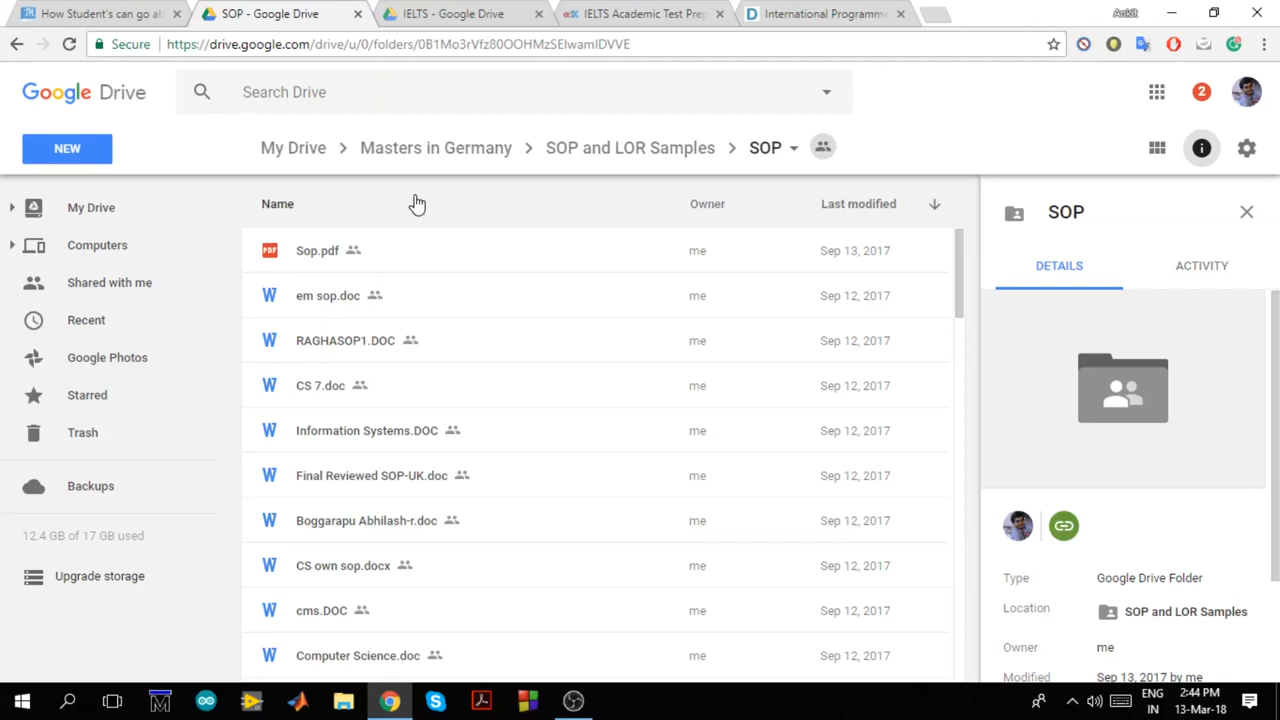 How Student's can go ab
SOP - Google Drive
IELTS - Google Drive
IELTS Academic Test Prep
International Programme
Ankit
Secure
https://drive.google.com/drive/u/0/folders/0B1Mo3rVfz80OOHMzSEIwamIDVVE
Google Drive
Search Drive
2
NEW
My Drive > Masters in Germany > SOP and LOR Samples > SOP
My Drive
Computers
Shared with me
Recent
Google Photos
Starred
Trash
Backups
12.4 GB of 17 GB used
Upgrade storage
Name Owner Last modified
Sop.pdf me Sep 13, 2017
em sop.doc me Sep 12, 2017
RAGHASOP1.DOC me Sep 12, 2017
CS 7.doc me Sep 12, 2017
Information Systems.DOC me Sep 12, 2017
Final Reviewed SOP-UK.doc me Sep 12, 2017
Boggarapu Abhilash-r.doc me Sep 12, 2017
CS own sop.docx me Sep 12, 2017
cms.DOC me Sep 12, 2017
Computer Science.doc me Sep 12, 2017
SOP
DETAILS ACTIVITY
Type Google Drive Folder
Location SOP and LOR Samples
Owner me
Modified Sep 13, 2017 by me
ENG 2:44 PM
IN 13-Mar-18